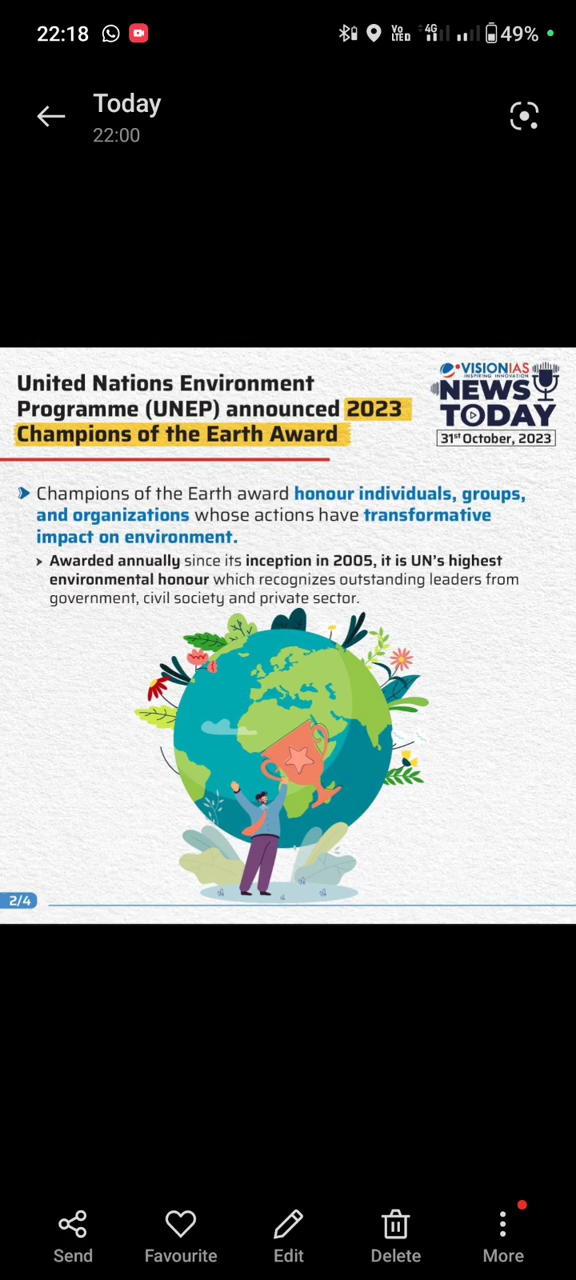 22:18
Vo
LTE
4G
49%
Today
22:00
United Nations Environment
Programme (UNEP) announced 2023
Champions of the Earth Award
VISIONIAS
INSPIRING INNOVATION
NEWS
TODAY
31st October, 2023
Champions of the Earth award honour individuals, groups,
and organizations whose actions have transformative
impact on environment.
Awarded annually since its inception in 2005, it is UN's highest
environmental honour which recognizes outstanding leaders from
government, civil society and private sector.
2/4
Send
Favourite
Edit
Delete
More